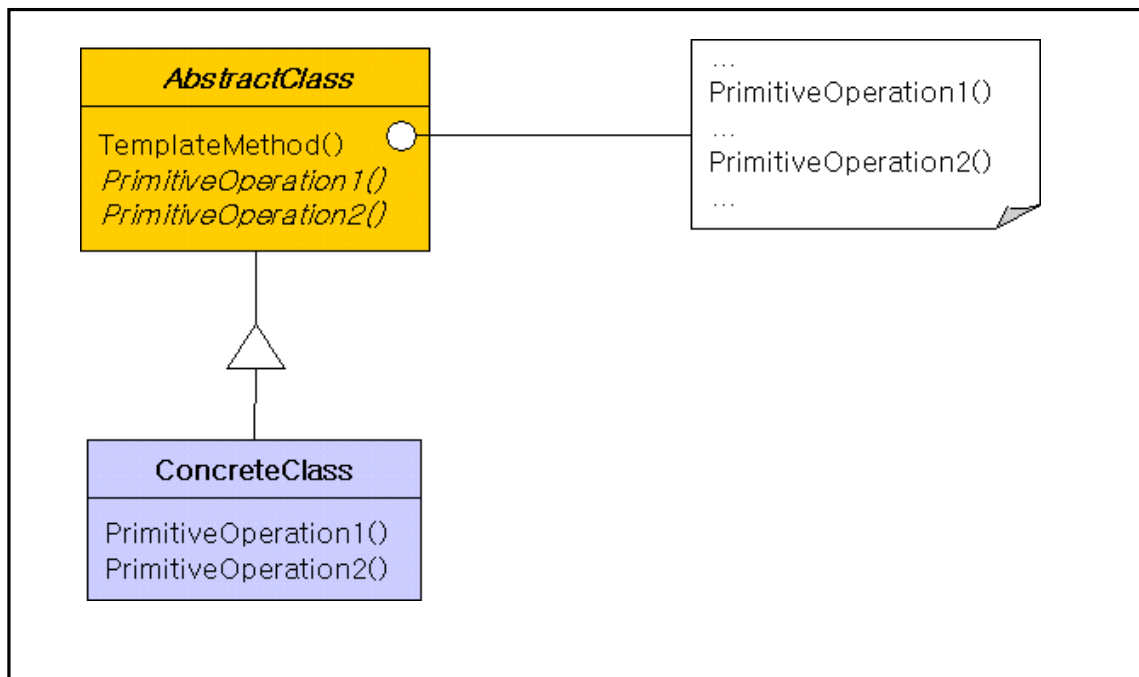 AbstractClass
TemplateMethod()
PrimitiveOperation1()
PrimitiveOperation2()
...
PrimitiveOperation1()
...
PrimitiveOperation2()
...
ConcreteClass
PrimitiveOperation1()
PrimitiveOperation2()